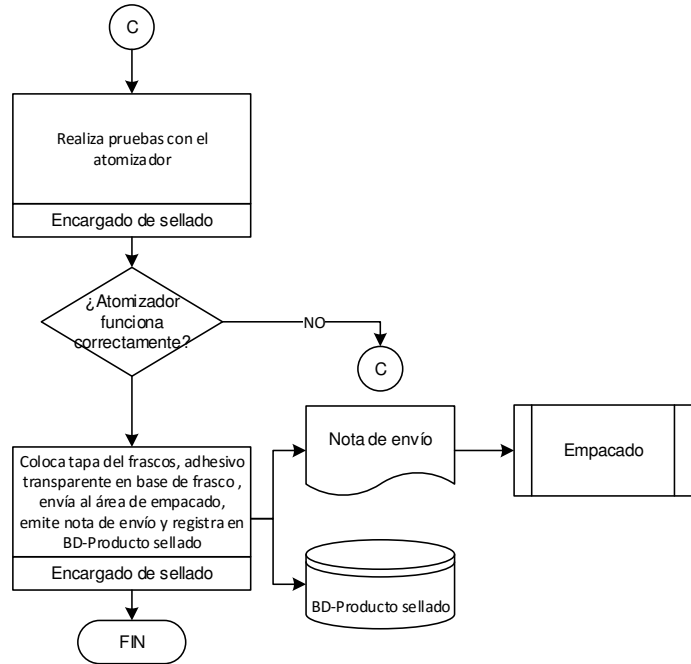 C
Realiza pruebas con el
atomizador
Encargado de sellado
¿Atomizador
funciona
correctamente?
NO
C
Coloca tapa del frascos, adhesivo
transparente en base de frasco ,
envía al área de empacado,
emite nota de envío y registra en
BD-Producto sellado
Encargado de sellado
Nota de envío
Empacado
BD-Producto sellado
FIN